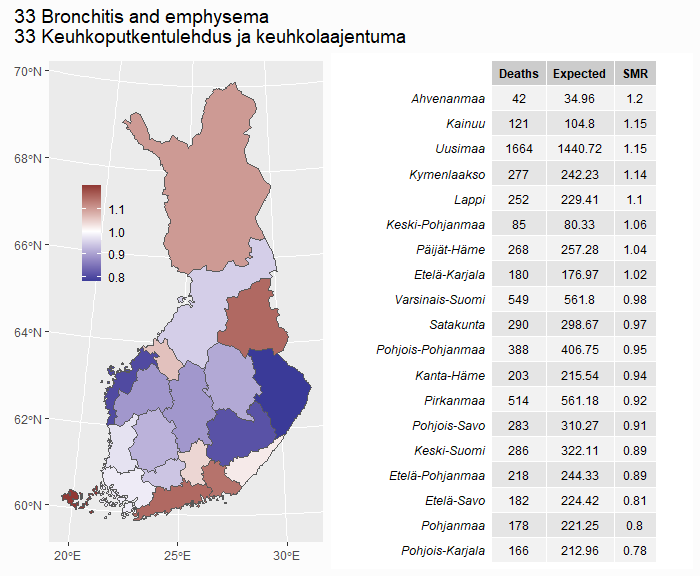 33 Bronchitis and emphysema
33 Keuhkoputkentulehdus ja keuhkolaajentuma
70°N
68°N
66°N
64°N
62°N
60°N
20°E 25°E 30°E
1.1
1.0
0.9
0.8
Deaths Expected SMR
Ahvenanmaa 42 34.96 1.2
Kainuu 121 104.8 1.15
Uusimaa 1664 1440.72 1.15
Kymenlaakso 277 242.23 1.14
Lappi 252 229.41 1.1
Keski-Pohjanmaa 85 80.33 1.06
Päijät-Häme 268 257.28 1.04
Etelä-Karjala 180 176.97 1.02
Varsinais-Suomi 549 561.8 0.98
Satakunta 290 298.67 0.97
Pohjois-Pohjanmaa 388 406.75 0.95
Kanta-Häme 203 215.54 0.94
Pirkanmaa 514 561.18 0.92
Pohjois-Savo 283 310.27 0.91
Keski-Suomi 286 322.11 0.89
Etelä-Pohjanmaa 218 244.33 0.89
Etelä-Savo 182 224.42 0.81
Pohjanmaa 178 221.25 0.8
Pohjois-Karjala 166 212.96 0.78